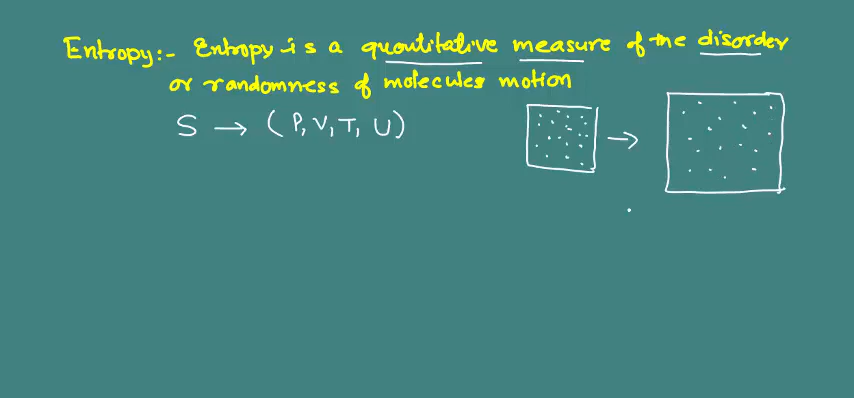 Entropy:- Entropy is a quantitative measure of the disorder
or randomness of molecules motion
S → (P, V, T, U)